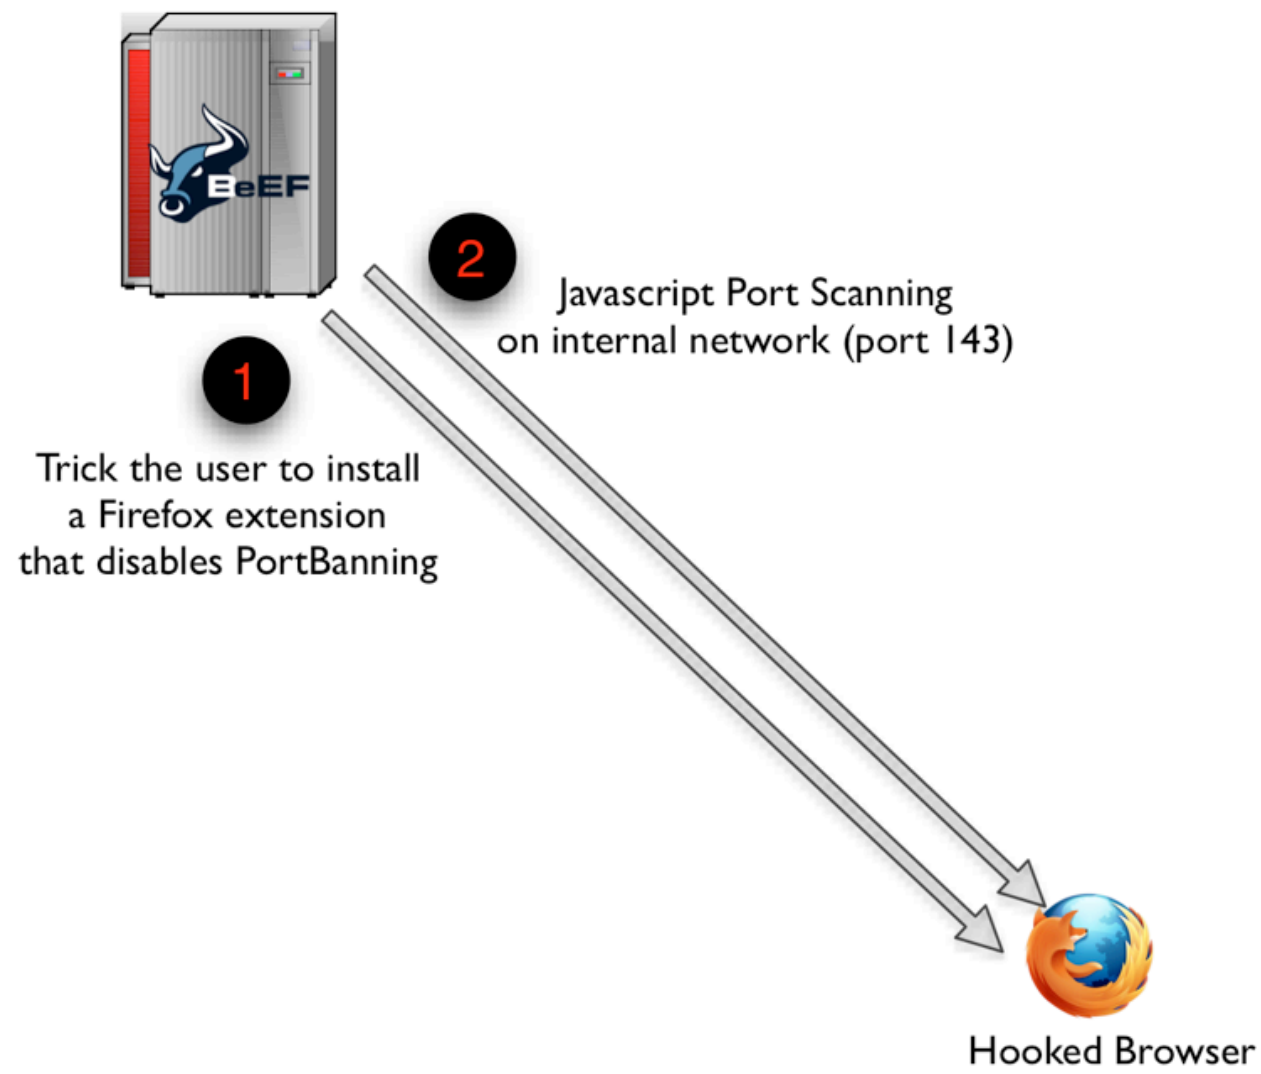 BeEF
2
Javascript Port Scanning
on internal network (port 143)
1
Trick the user to install
a Firefox extension
that disables PortBanning
Hooked Browser